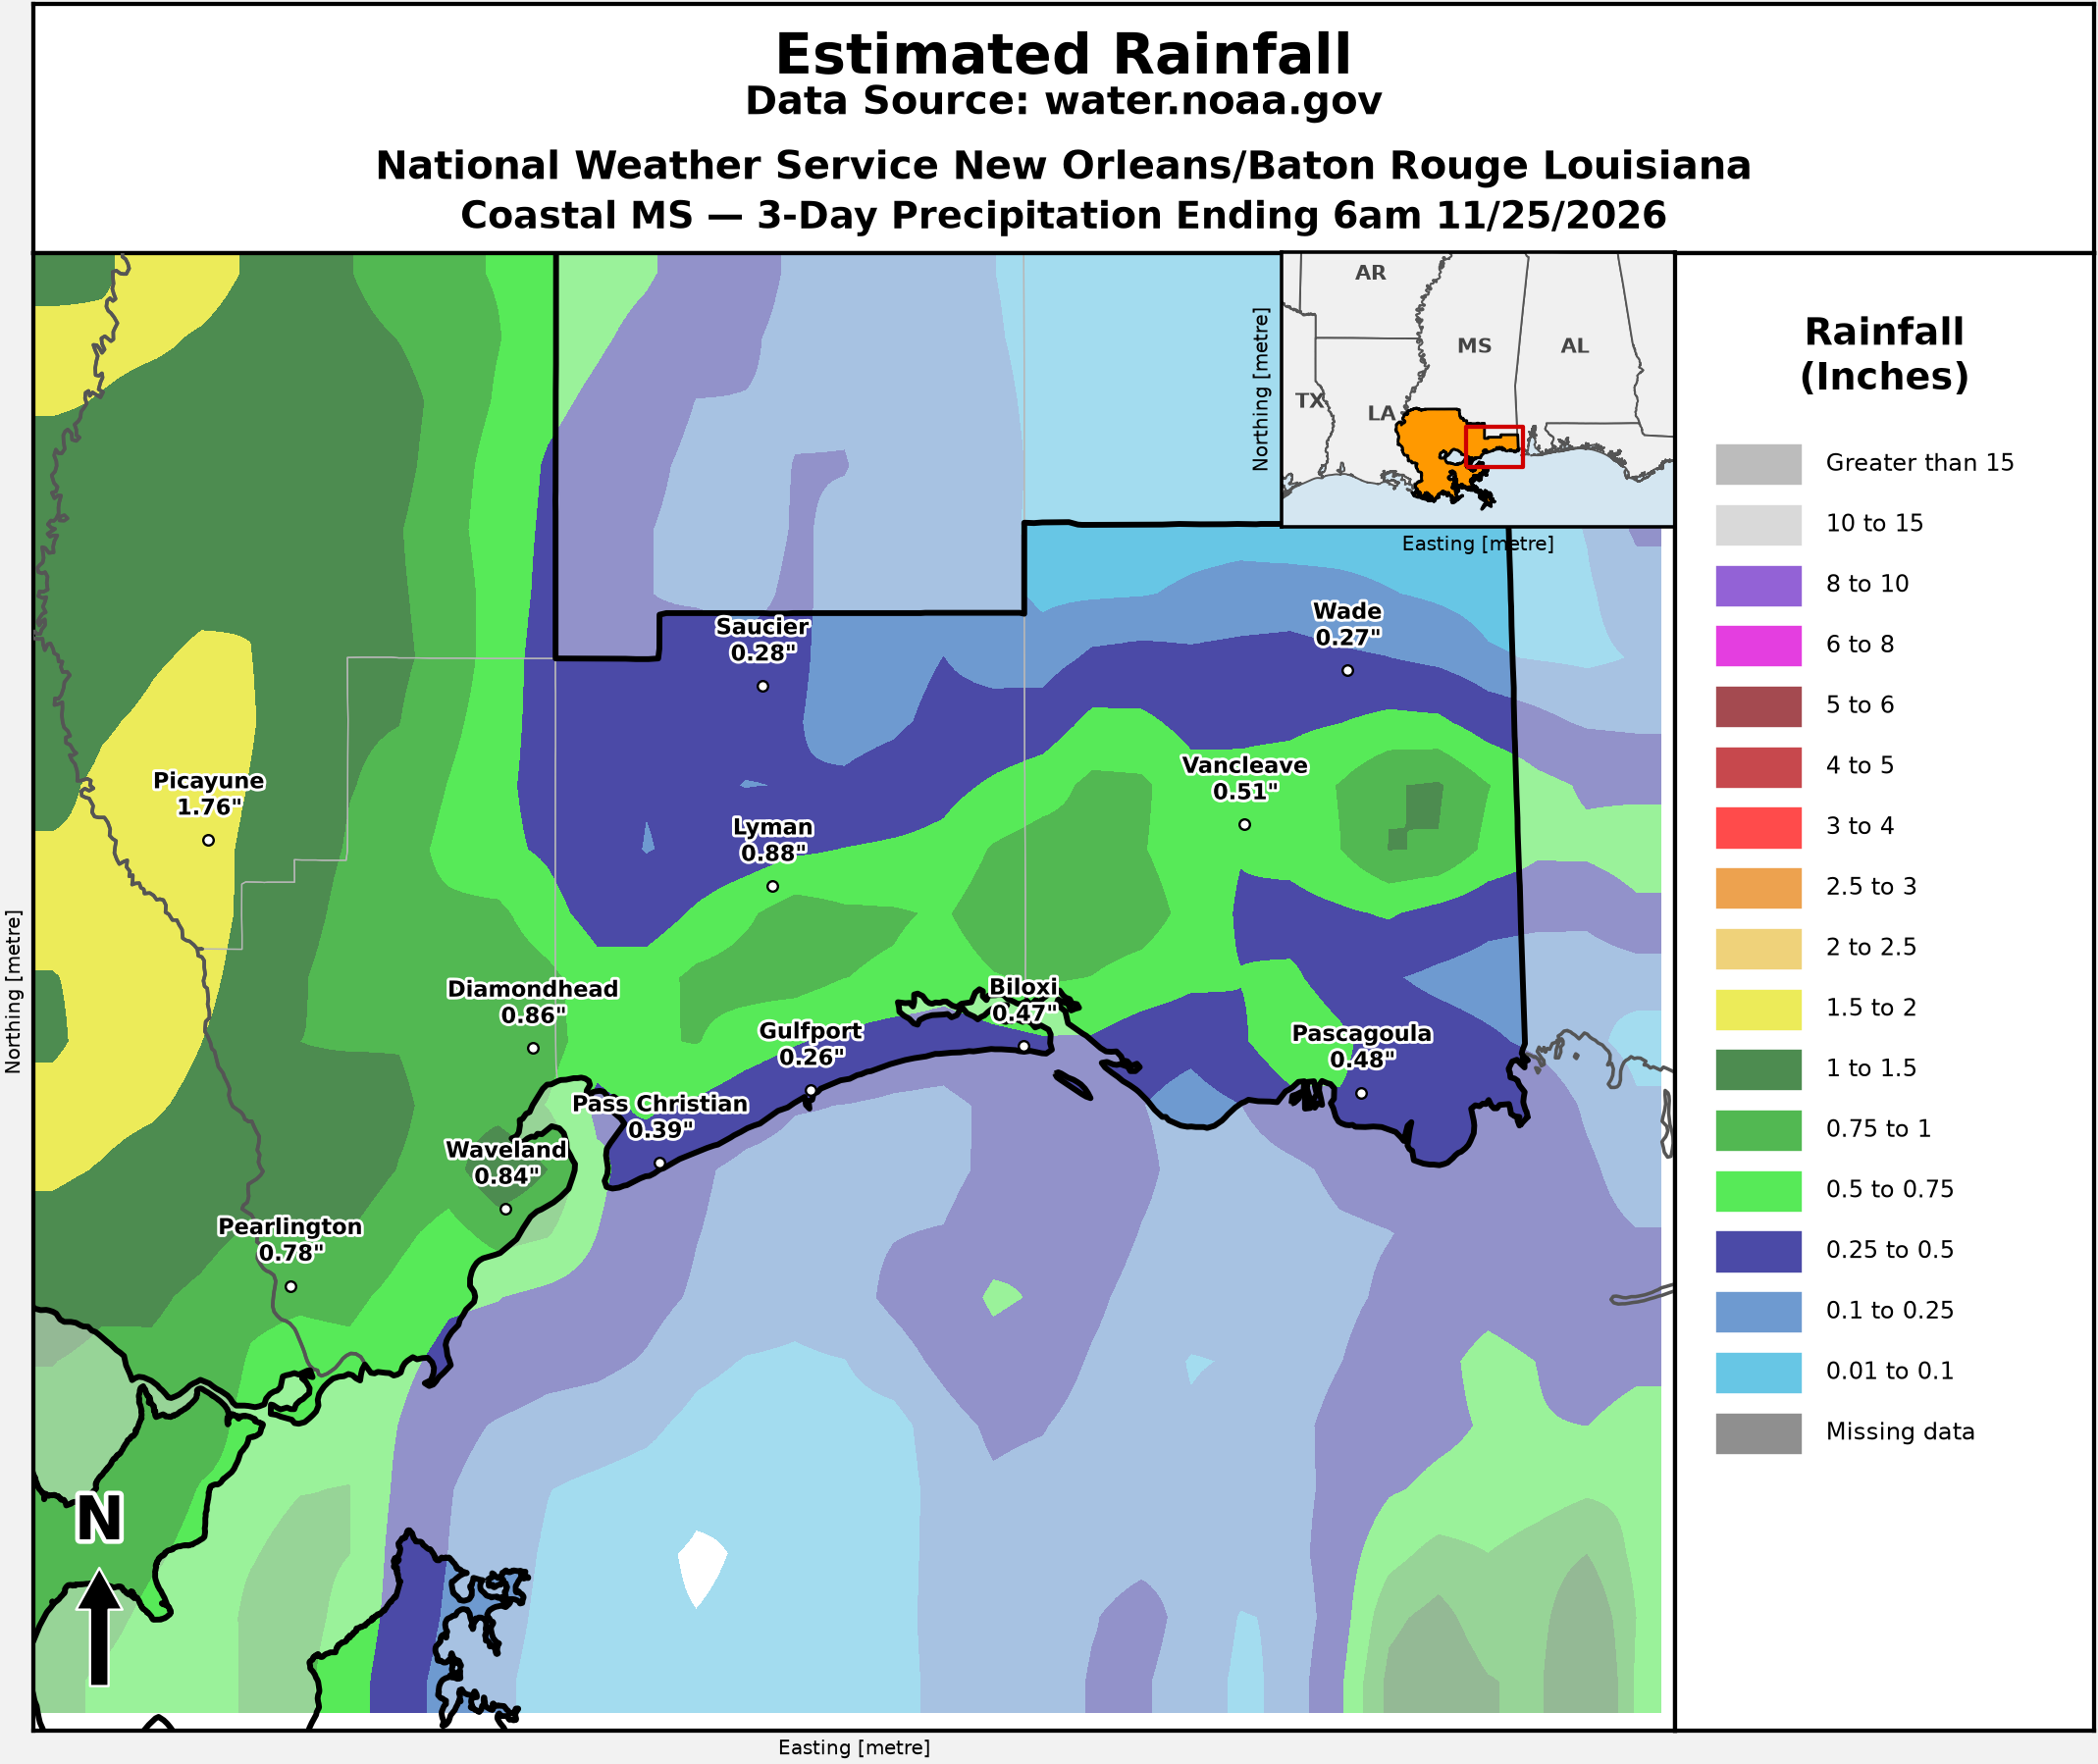 Estimated Rainfall
Data Source: water.noaa.gov
National Weather Service New Orleans/Baton Rouge Louisiana
Coastal MS — 3-Day Precipitation Ending 6am 11/25/2026
AR
MS
AL
TX
LA
Northing [metre]
Easting [metre]
Rainfall
(Inches)
Greater than 15
10 to 15
8 to 10
6 to 8
5 to 6
4 to 5
3 to 4
2.5 to 3
2 to 2.5
1.5 to 2
1 to 1.5
0.75 to 1
0.5 to 0.75
0.25 to 0.5
0.1 to 0.25
0.01 to 0.1
Missing data
Wade
0.27"
Saucier
0.28"
Vancleave
0.51"
Picayune
1.76"
Lyman
0.88"
Diamondhead
0.86"
Biloxi
0.47"
Gulfport
0.26"
Pascagoula
0.48"
Pass Christian
0.39"
Waveland
0.84"
Pearlington
0.78"
N
Northing [metre]
Easting [metre]